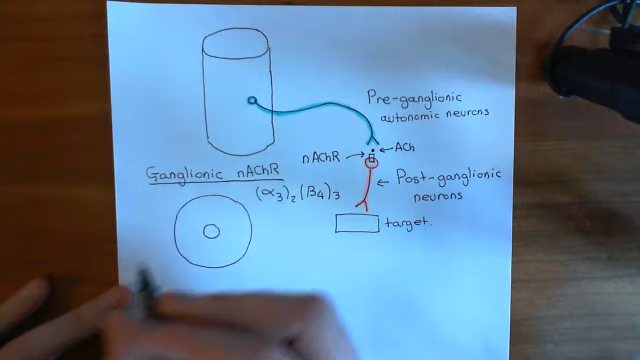 Pre-ganglionic
autonomic neurons
nAChR
ACh
Ganglionic nAChR
(α₃)₂(β₄)₃
Post-ganglionic
neurons
target.